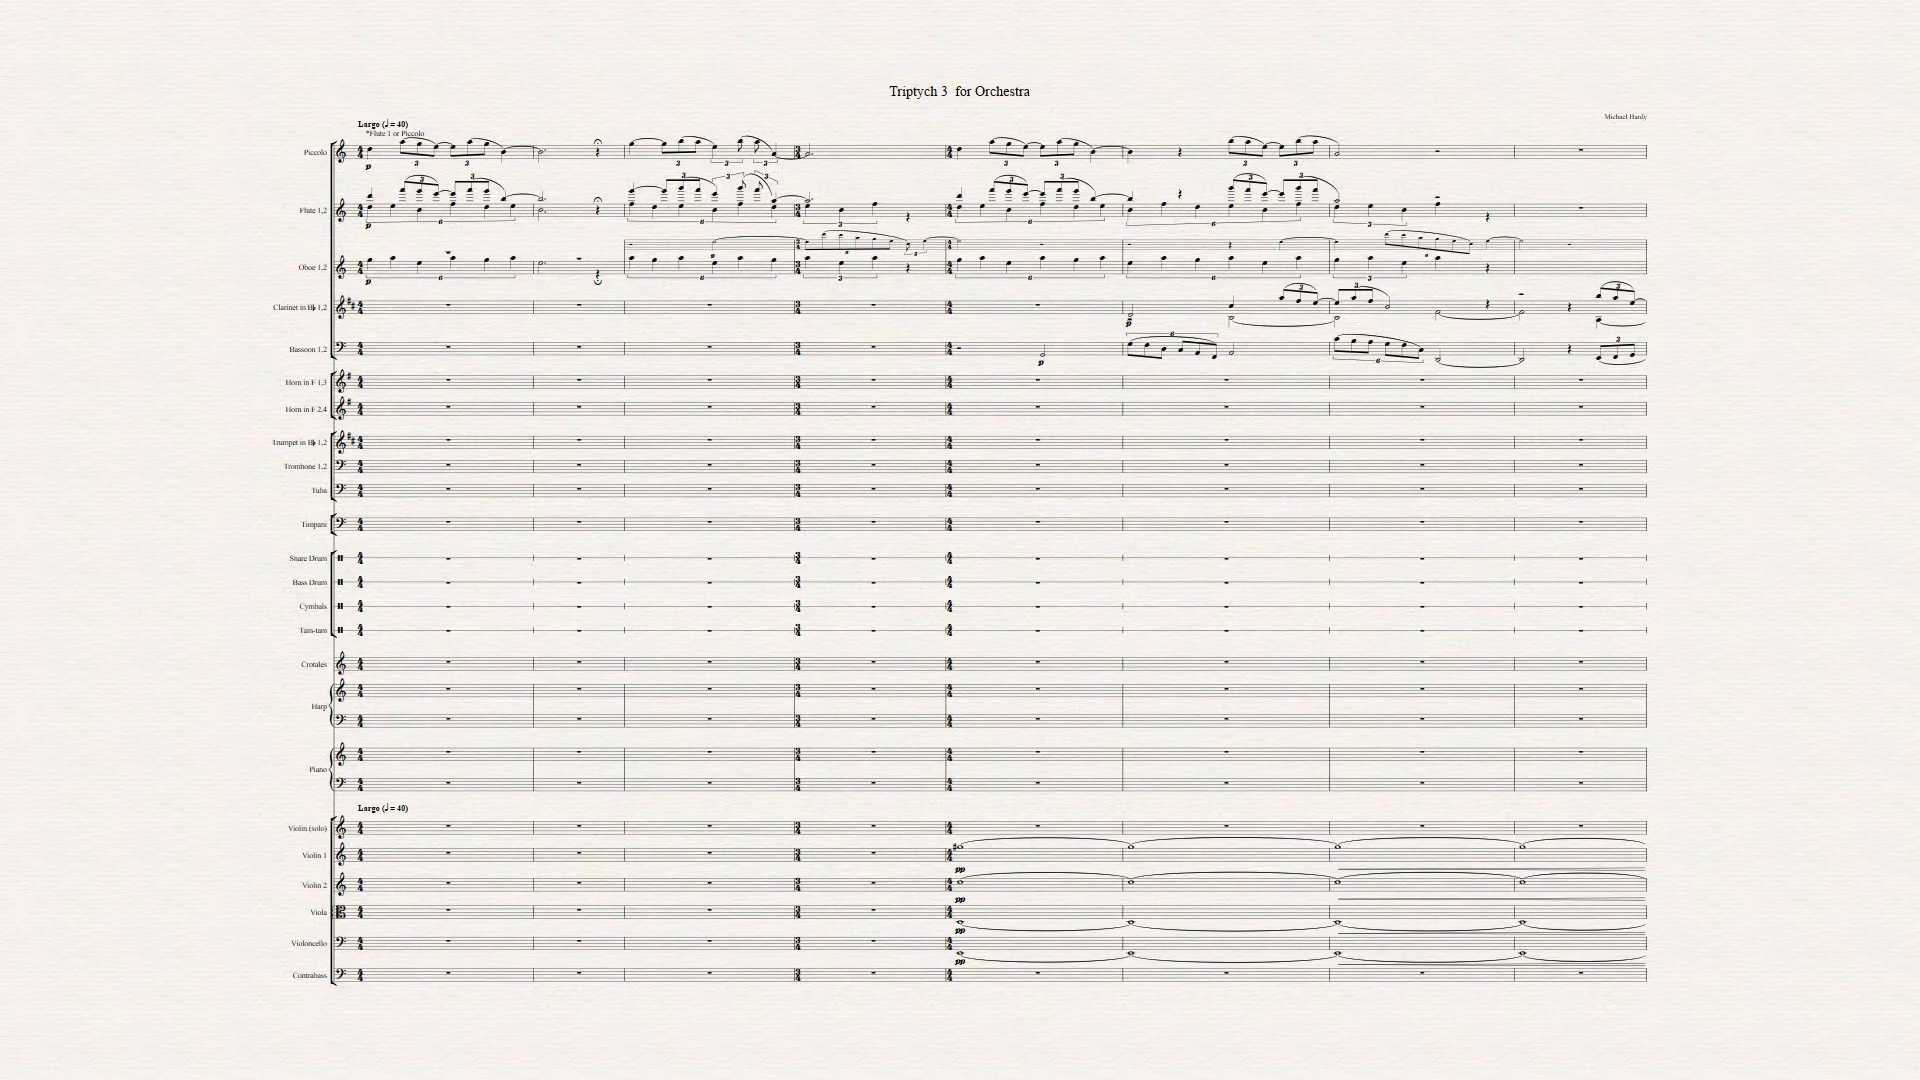 Triptych 3 for Orchestra
Michael Hardy
Largo (♩ = 40)
*Flute 1 or Piccolo
Piccolo
Flute 1,2
Oboe 1,2
Clarinet in B♭ 1,2
Bassoon 1,2
Horn in F 1,3
Horn in F 2,4
Trumpet in B♭ 1,2
Trombone 1,2
Tuba
Timpani
Snare Drum
Bass Drum
Cymbals
Tam-tam
Crotales
Harp
Piano
Largo (♩ = 40)
Violin (solo)
Violin 1
Violin 2
Viola
Violoncello
Contrabass